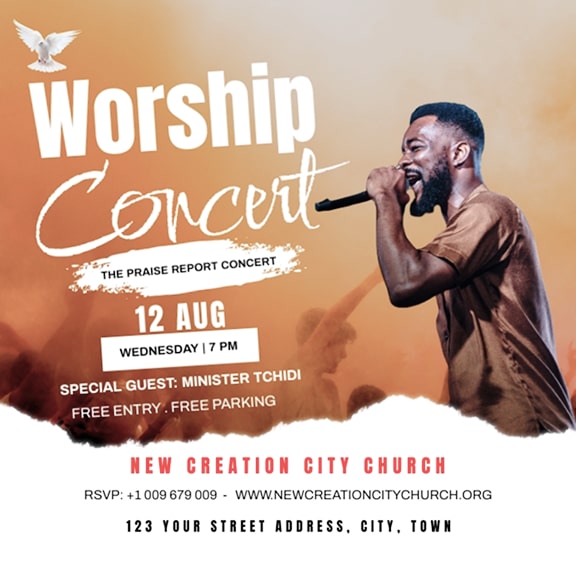 Worship
Concert
THE PRAISE REPORT CONCERT
12 AUG
WEDNESDAY | 7 PM
SPECIAL GUEST: MINISTER TCHIDI
FREE ENTRY . FREE PARKING
NEW CREATION CITY CHURCH
RSVP: +1 009 679 009 - WWW.NEWCREATIONCITYCHURCH.ORG
123 YOUR STREET ADDRESS, CITY, TOWN